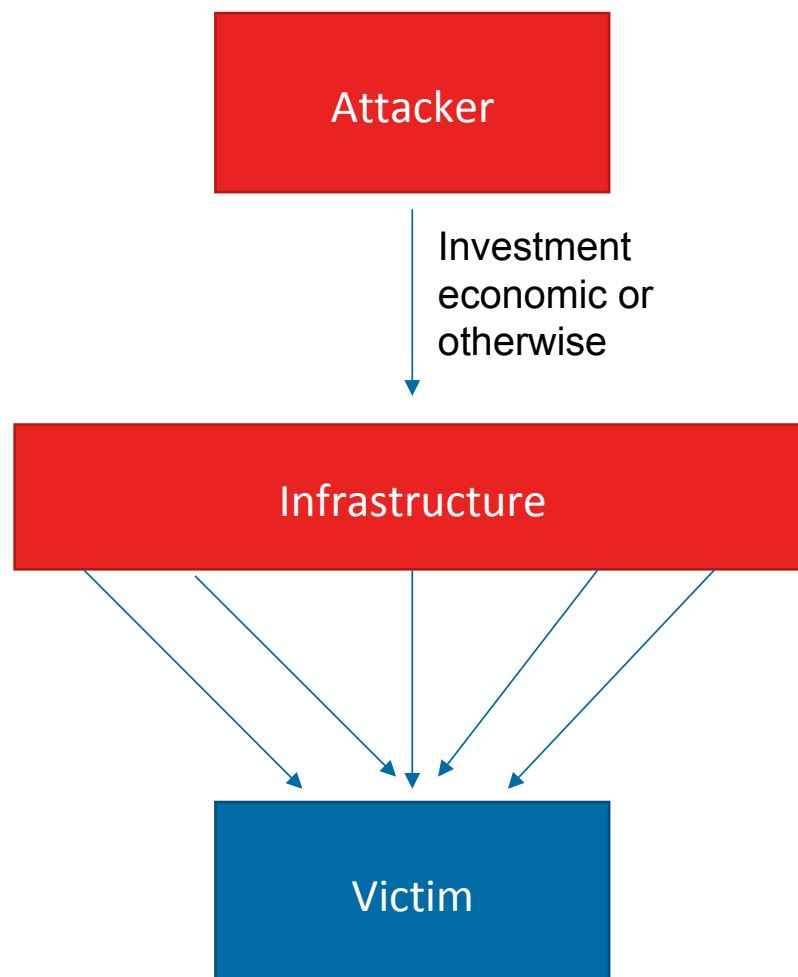 Attacker
Investment
economic or
otherwise
Infrastructure
Victim